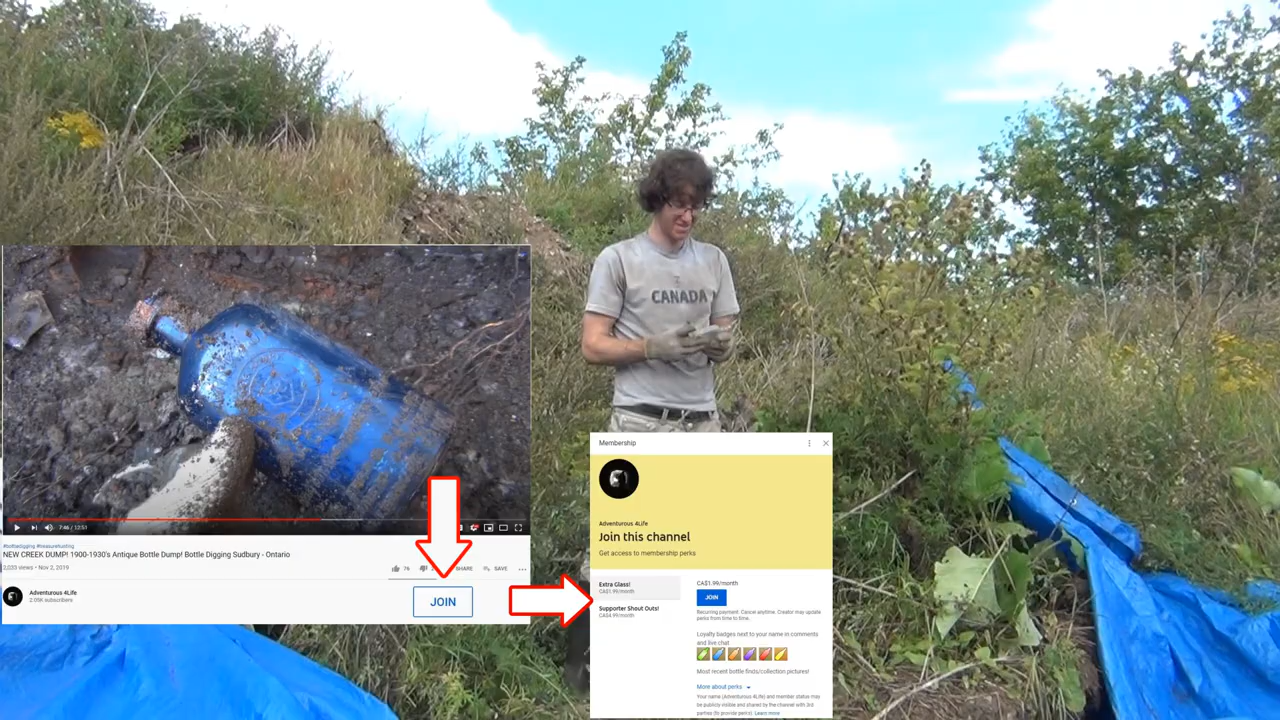 CANADA
7:46 / 12:51
#bottledigging #treasurehunting
NEW CREEK DUMP! 1900-1930's Antique Bottle Dump! Bottle Digging Sudbury - Ontario
2,033 views • Nov 2, 2019
76
SHARE
SAVE
Adventurous 4Life
2.09K subscribers
JOIN
Membership
Adventurous 4Life
Join this channel
Get access to membership perks
Extra Glass!
CA$1.99/month
Supporter Shout Outs!
CA$4.99/month
CA$1.99/month
JOIN
Recurring payment. Cancel anytime. Creator may update
perks from time to time.
Loyalty badges next to your name in comments
and live chat
Most recent bottle finds/collection pictures!
More about perks
Your name (Adventurous 4Life) and member status may
be publicly visible and shared by the channel with 3rd
parties (to provide perks). Learn more